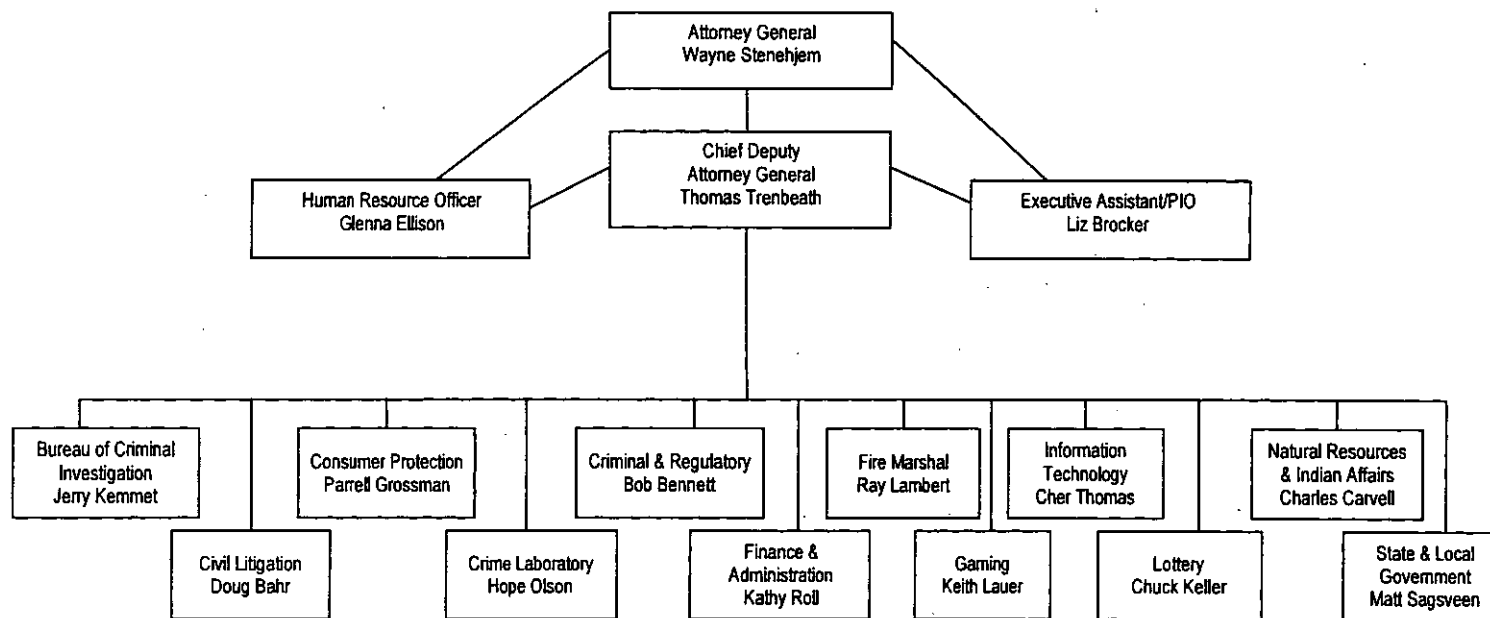 Attorney General
Wayne Stenehjem
Chief Deputy
Attorney General
Thomas Trenbeath
Human Resource Officer
Glenna Ellison
Executive Assistant/PIO
Liz Brocker
Bureau of Criminal
Investigation
Jerry Kemmet
Consumer Protection
Parrell Grossman
Criminal & Regulatory
Bob Bennett
Fire Marshal
Ray Lambert
Information
Technology
Cher Thomas
Natural Resources
& Indian Affairs
Charles Carvell
Civil Litigation
Doug Bahr
Crime Laboratory
Hope Olson
Finance &
Administration
Kathy Roll
Gaming
Keith Lauer
Lottery
Chuck Keller
State & Local
Government
Matt Sagsveen